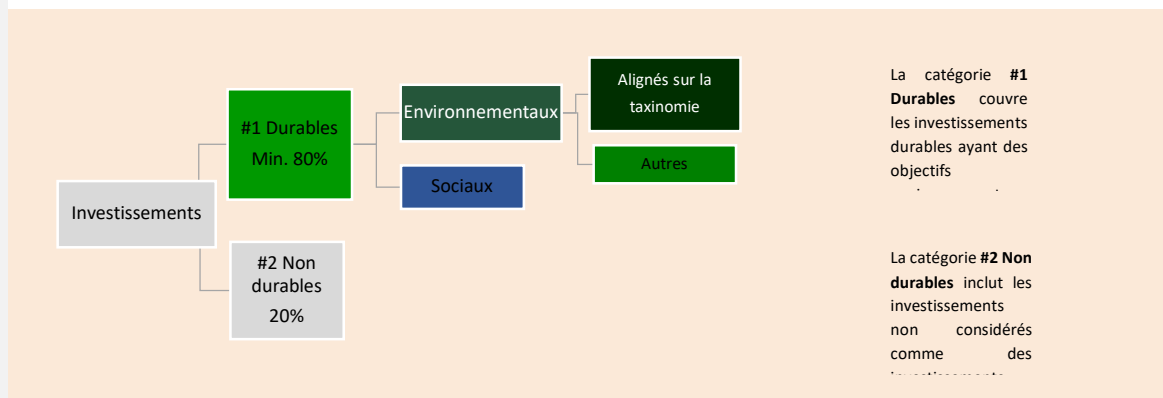 Investissements
#1 Durables
Min. 80%
#2 Non
durables
20%
Environnementaux
Sociaux
Alignés sur la
taxinomie
Autres
La catégorie #1
Durables couvre
les investissements
durables ayant des
objectifs
La catégorie #2 Non
durables inclut les
investissements
non considérés
comme des